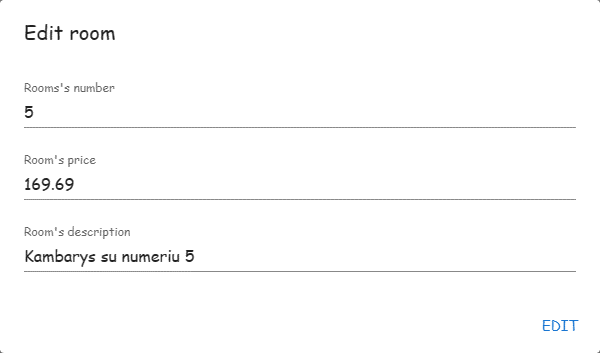 Edit room
Rooms's number
5
Room's price
169.69
Room's description
Kambarys su numeriu 5
EDIT